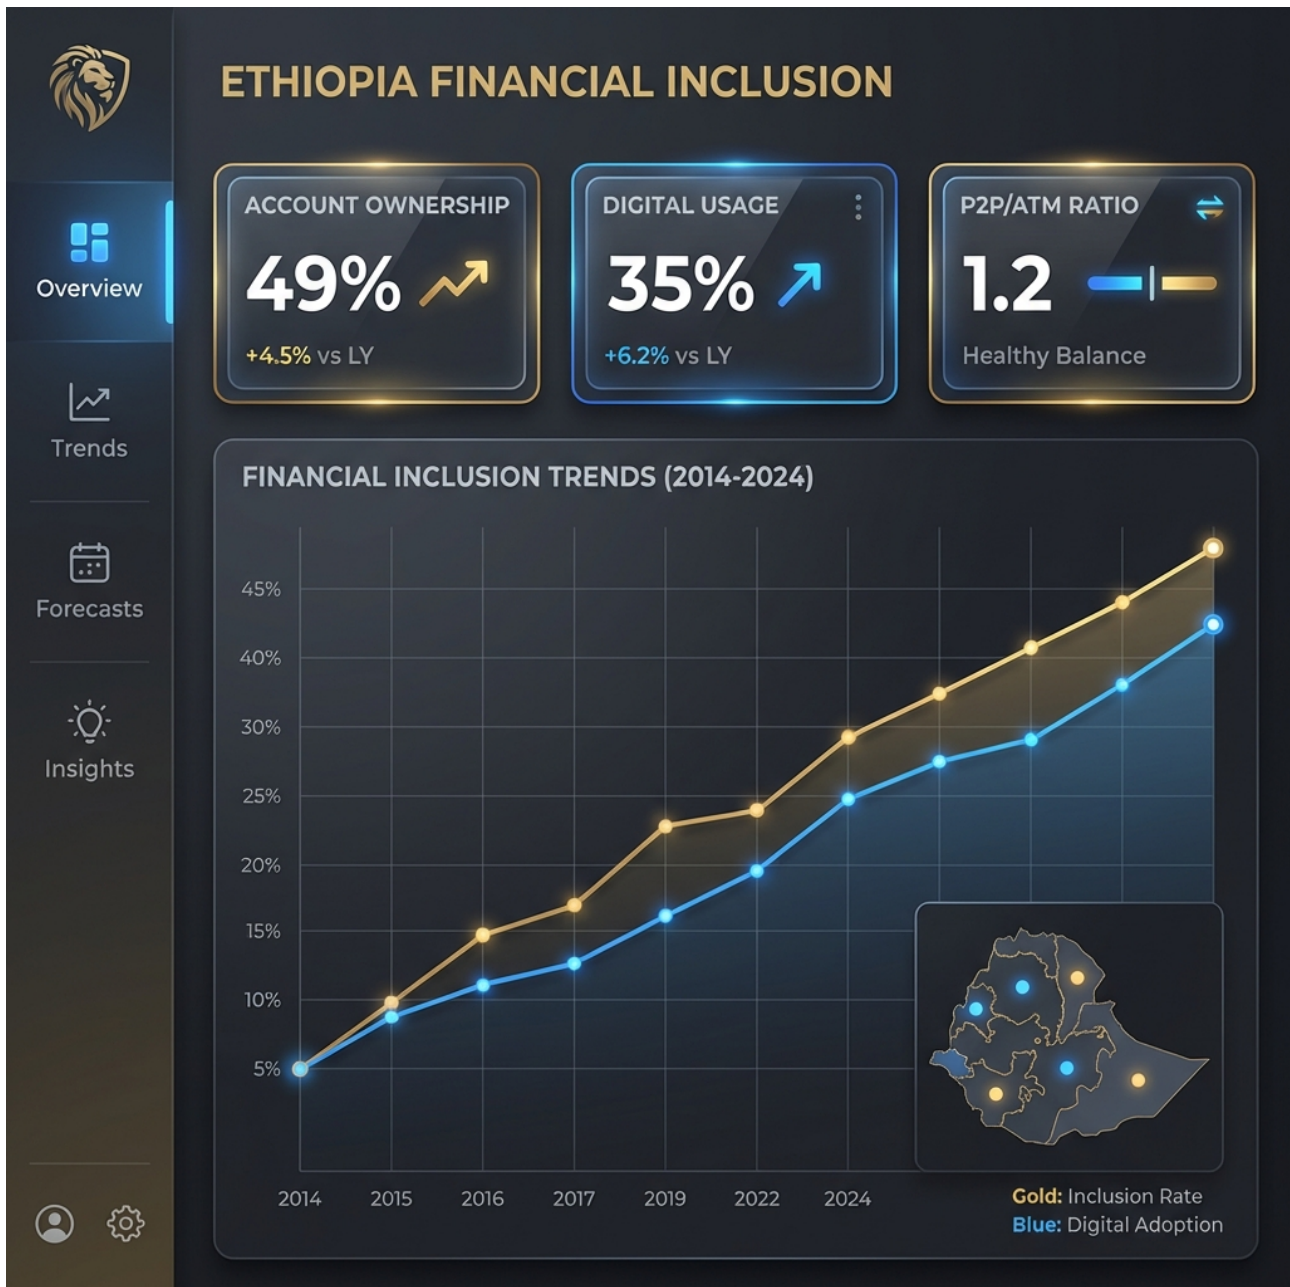 ETHIOPIA FINANCIAL INCLUSION
Overview
Trends
Forecasts
Insights
ACCOUNT OWNERSHIP
49%
+4.5% vs LY
DIGITAL USAGE
35%
+6.2% vs LY
P2P/ATM RATIO
1.2
Healthy Balance
FINANCIAL INCLUSION TRENDS (2014-2024)
45%
40%
30%
25%
20%
15%
10%
5%
2014 2015 2016 2017 2019 2022 2024
Gold: Inclusion Rate
Blue: Digital Adoption